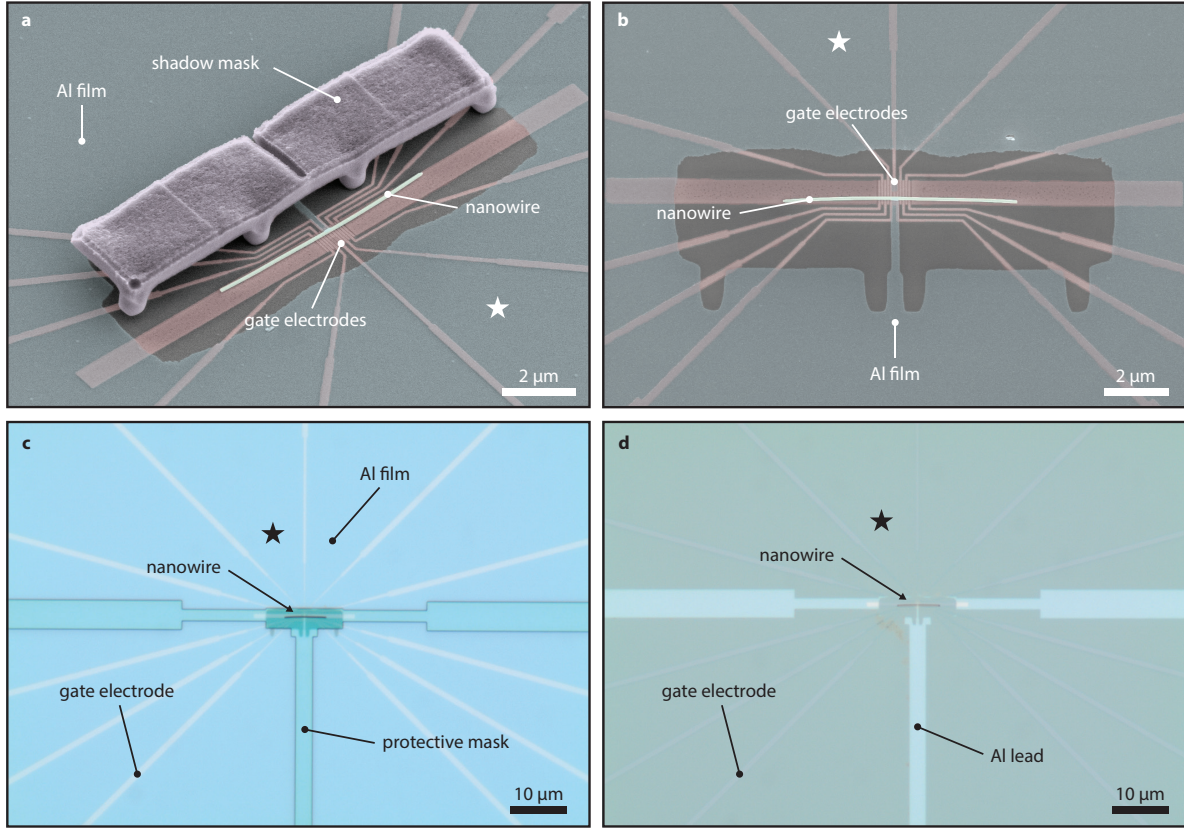 a
shadow mask
Al film
nanowire
gate electrodes
2 µm
b
gate electrodes
nanowire
Al film
2 µm
c
Al film
nanowire
gate electrode
protective mask
10 µm
d
nanowire
gate electrode
Al lead
10 µm